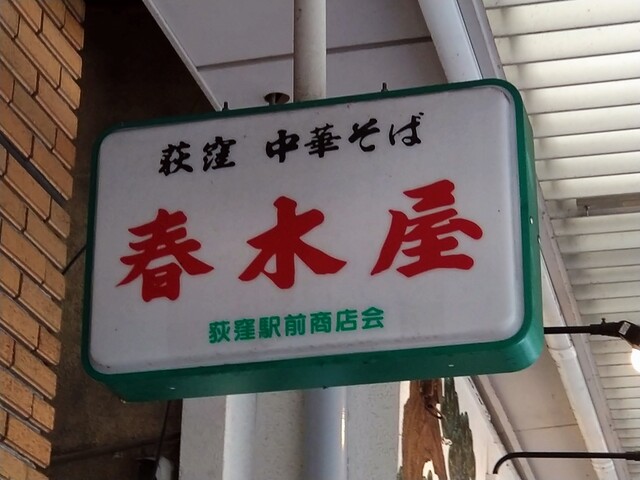 荻窪 中華そば
春木屋
荻窪駅前商店会